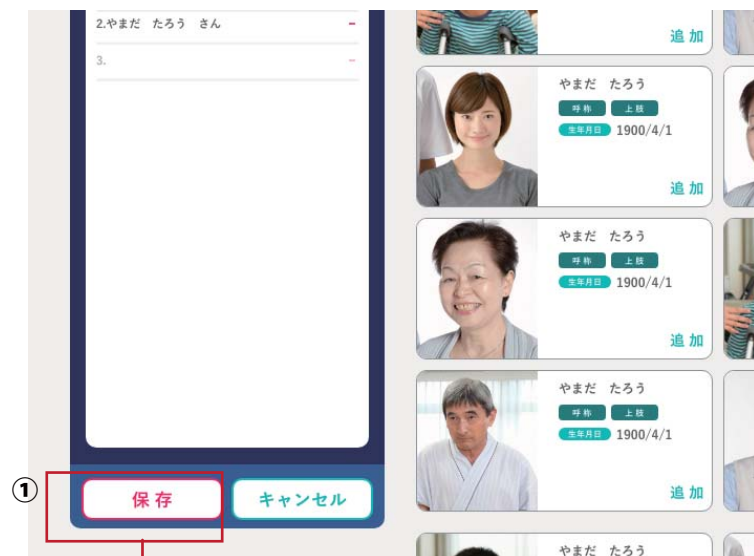 2.やまだ たろう さん -
3. -
追加
やまだ たろう
呼称 上肢
生年月日 1900/4/1
追加
やまだ たろう
呼称 上肢
生年月日 1900/4/1
追加
やまだ たろう
呼称 上肢
生年月日 1900/4/1
追加
① 保存 キャンセル
やまだ たろう